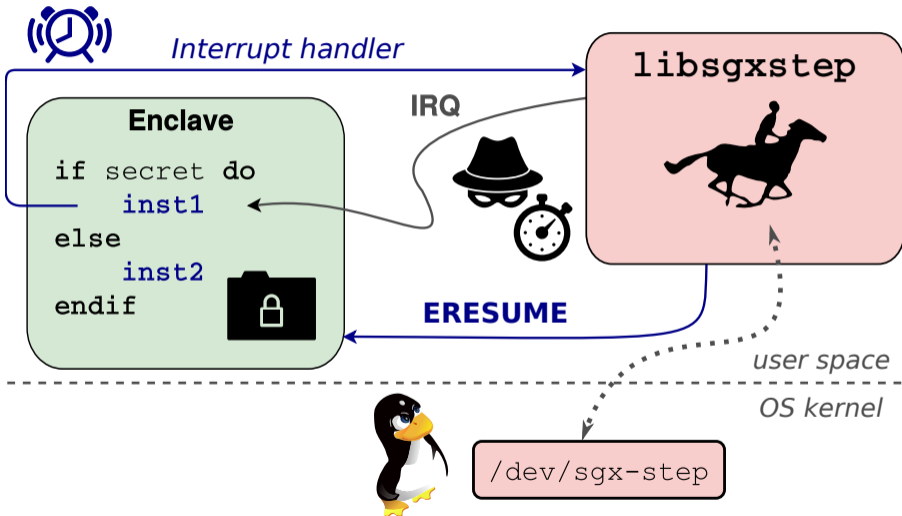 Interrupt handler
libsgxstep
IRQ
Enclave
if secret do
inst1
else
inst2
endif
ERESUME
user space
OS kernel
/dev/sgx-step